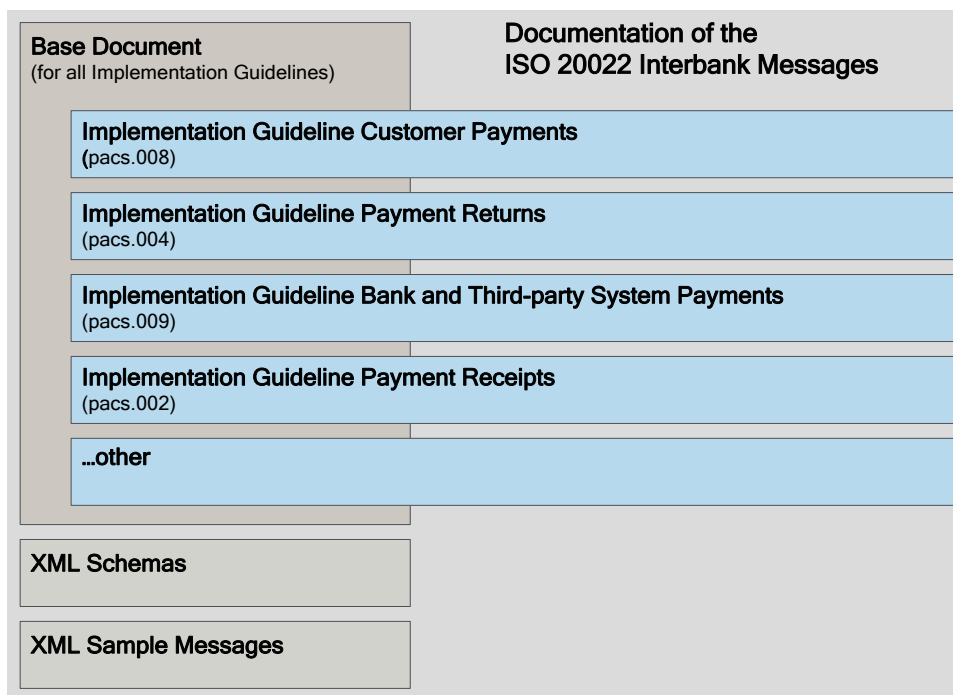 Base Document
(for all Implementation Guidelines)
Documentation of the
ISO 20022 Interbank Messages
Implementation Guideline Customer Payments
(pacs.008)
Implementation Guideline Payment Returns
(pacs.004)
Implementation Guideline Bank and Third-party System Payments
(pacs.009)
Implementation Guideline Payment Receipts
(pacs.002)
...other
XML Schemas
XML Sample Messages